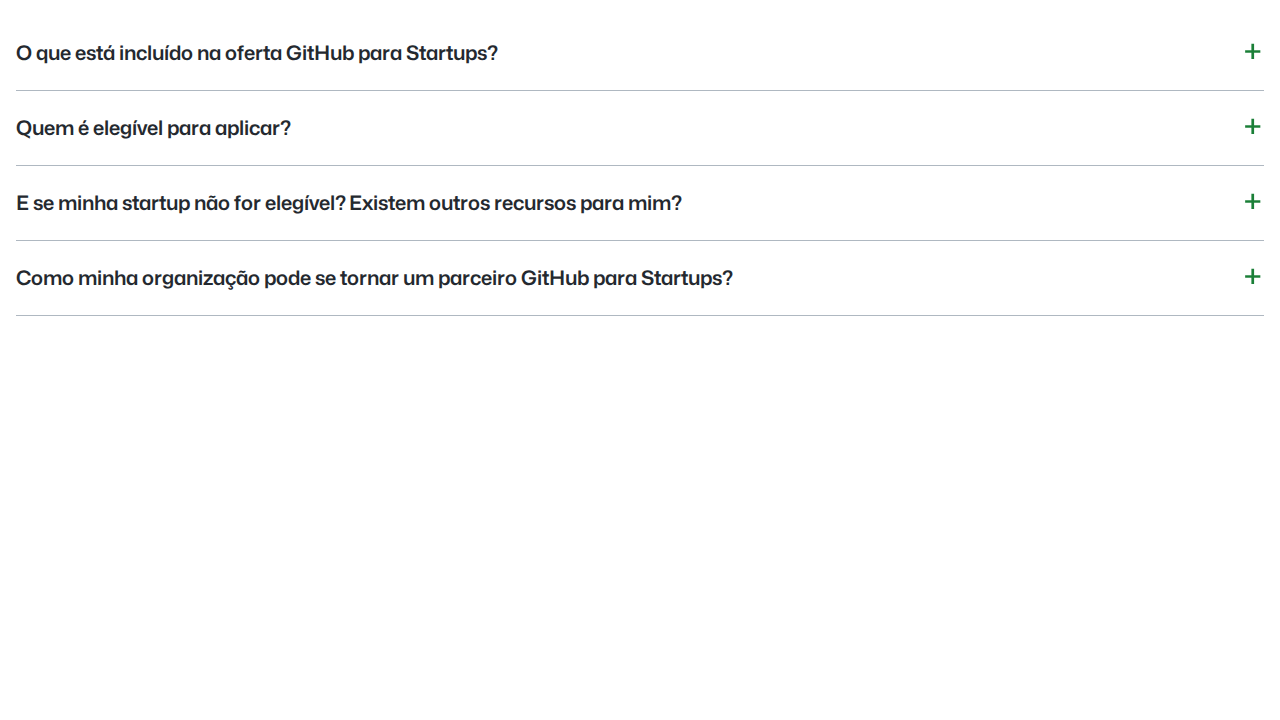 O que está incluído na oferta GitHub para Startups?
Quem é elegível para aplicar?
E se minha startup não for elegível? Existem outros recursos para mim?
Como minha organização pode se tornar um parceiro GitHub para Startups?